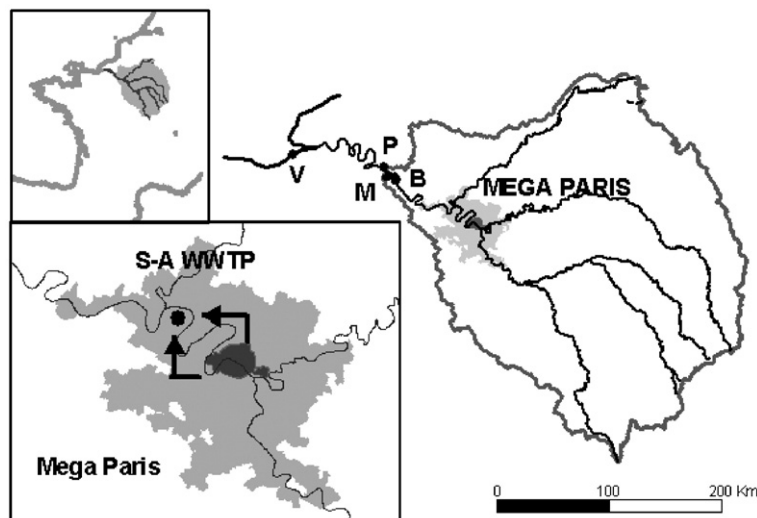 P
V
M
B
MEGA PARIS
S-A WWTP
Mega Paris
0 100 200 Km